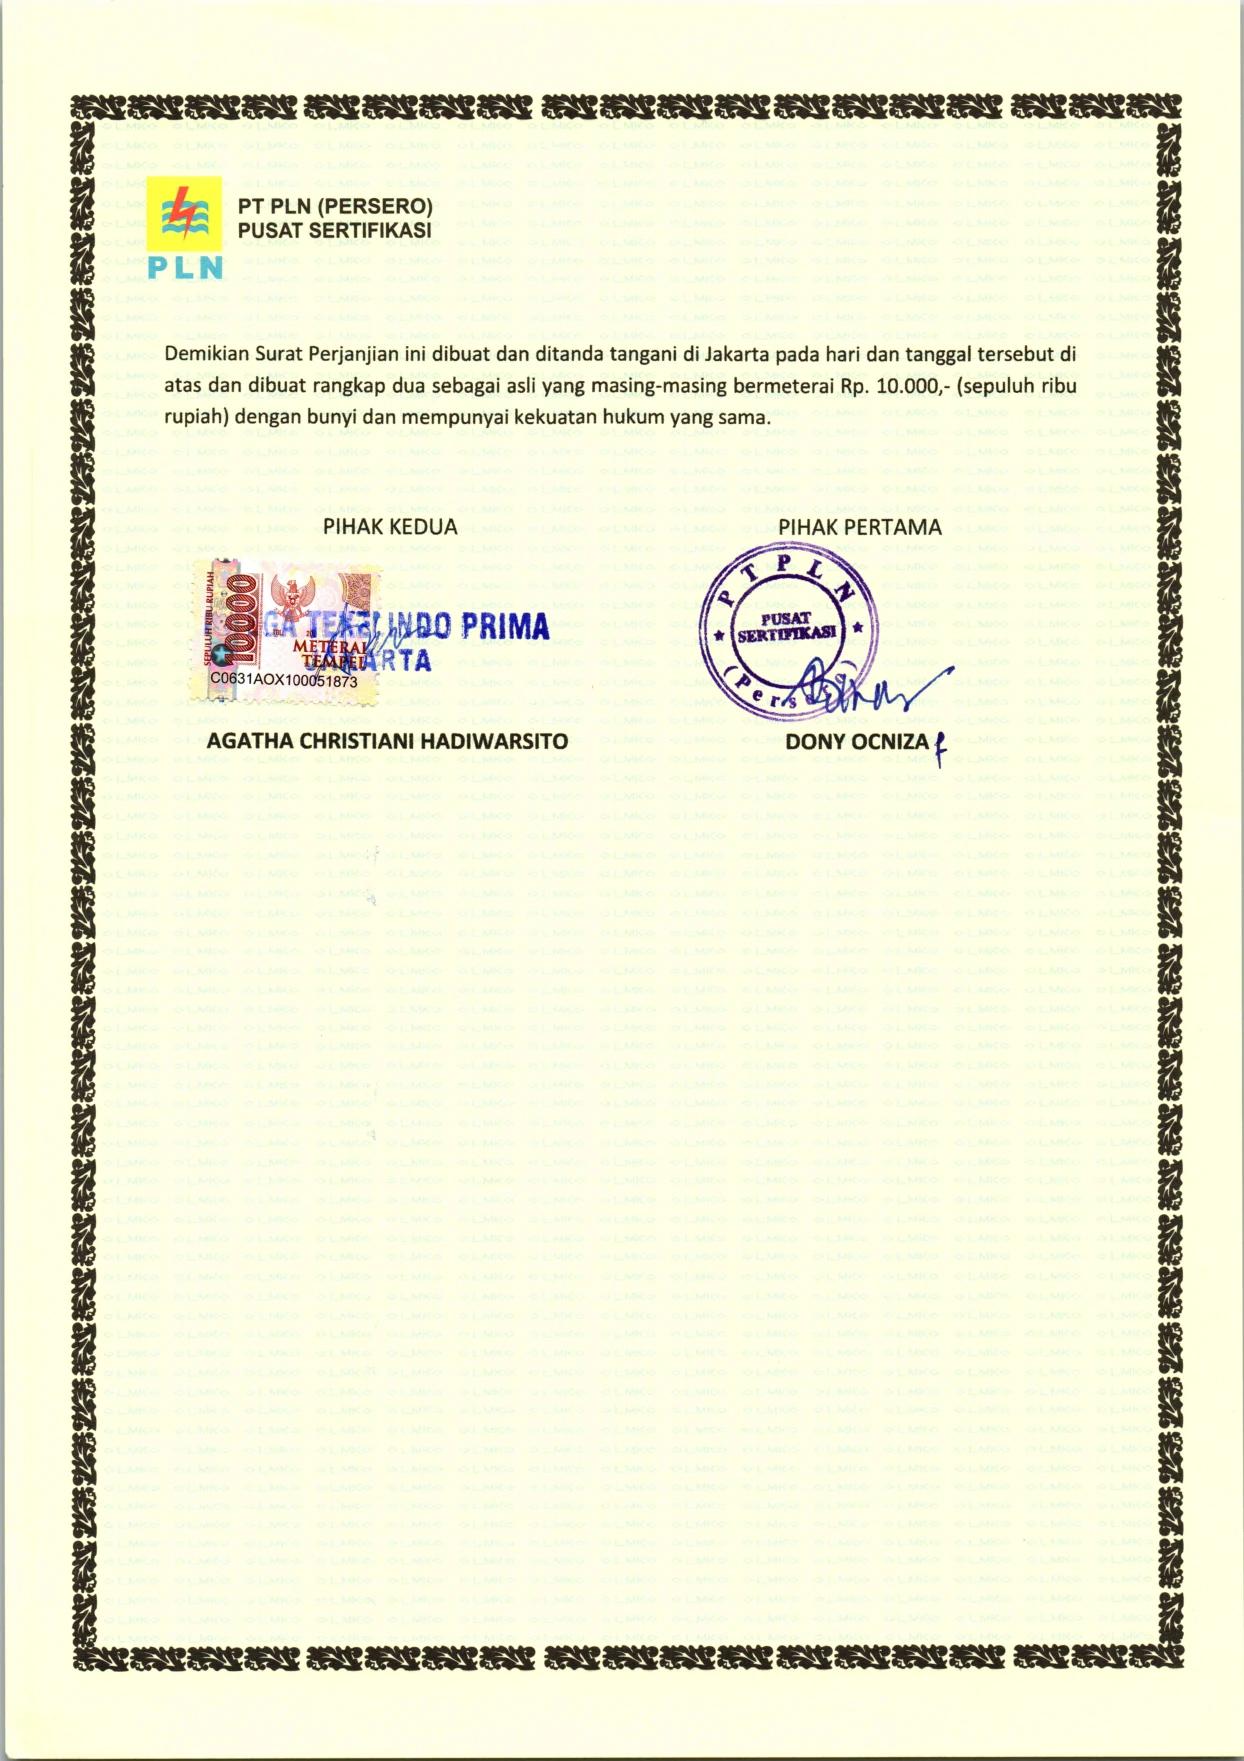 PT PLN (PERSERO)
PUSAT SERTIFIKASI
PLN
Demikian Surat Perjanjian ini dibuat dan ditanda tangani di Jakarta pada hari dan tanggal tersebut di
atas dan dibuat rangkap dua sebagai asli yang masing-masing bermeterai Rp. 10.000,- (sepuluh ribu
rupiah) dengan bunyi dan mempunyai kekuatan hukum yang sama.
PIHAK KEDUA
PIHAK PERTAMA
SEPULUH RIBU RUPIAH
10000
INDO PRIMA
METERAI
TEMPEL
C0631AOX100051873
PT PLN
PUSAT
SERTIFIKASI
AGATHA CHRISTIANI HADIWARSITO
DONY OCNIZA